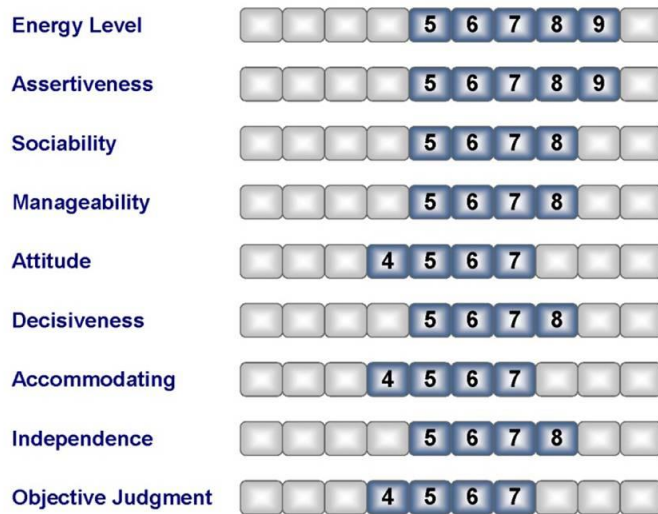 Energy Level 5 6 7 8 9
Assertiveness 5 6 7 8 9
Sociability 5 6 7 8
Manageability 5 6 7 8
Attitude 4 5 6 7
Decisiveness 5 6 7 8
Accommodating 4 5 6 7
Independence 5 6 7 8
Objective Judgment 4 5 6 7